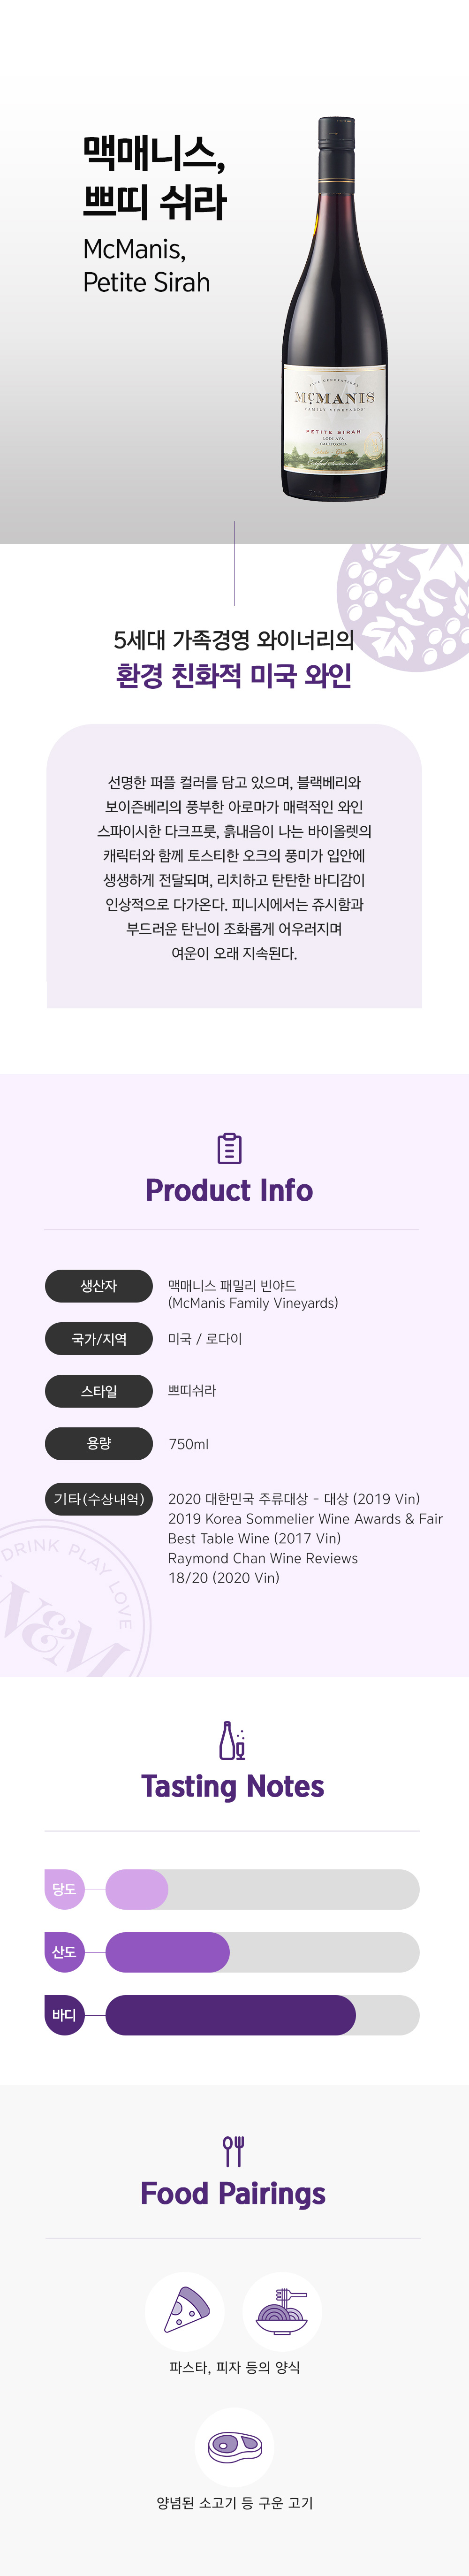 맥매니스,
쁘띠 쉬라
McManis,
Petite Sirah
FIVE GENERATIONS
McMANIS
FAMILY VINEYARDS
PETITE SIRAH
CALIFORNIA
5세대 가족경영 와이너리의
환경 친화적 미국 와인
선명한 퍼플 컬러를 담고 있으며, 블랙베리와
보이즌베리의 풍부한 아로마가 매력적인 와인
스파이시한 다크프룻, 흙내음이 나는 바이올렛의
캐릭터와 함께 토스티한 오크의 풍미가 입안에
생생하게 전달되며, 리치하고 탄탄한 바디감이
인상적으로 다가온다. 피니시에서는 쥬시함과
부드러운 탄닌이 조화롭게 어우러지며
여운이 오래 지속된다.
Product Info
생산자 맥매니스 패밀리 빈야드
(McManis Family Vineyards)
국가/지역 미국 / 로다이
스타일 쁘띠쉬라
용량 750ml
기타(수상내역) 2020 대한민국 주류대상 - 대상 (2019 Vin)
2019 Korea Sommelier Wine Awards & Fair
Best Table Wine (2017 Vin)
Raymond Chan Wine Reviews
18/20 (2020 Vin)
DRINK PLAY LOVE
W&M
Tasting Notes
당도
산도
바디
Food Pairings
파스타, 피자 등의 양식
양념된 소고기 등 구운 고기